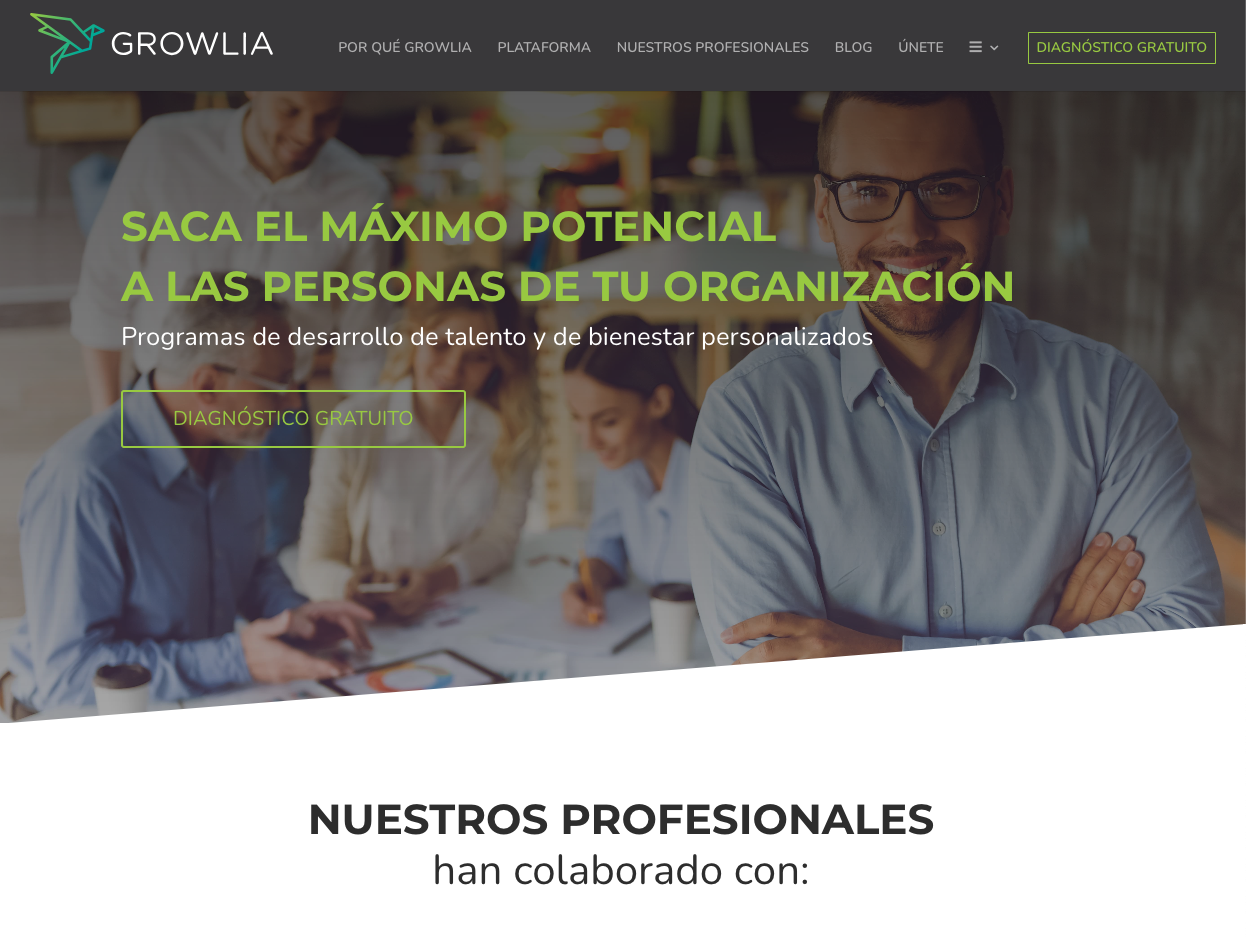 GROWLIA
POR QUÉ GROWLIA
PLATAFORMA
NUESTROS PROFESIONALES
BLOG
ÚNETE
DIAGNÓSTICO GRATUITO
SACA EL MÁXIMO POTENCIAL
A LAS PERSONAS DE TU ORGANIZACIÓN
Programas de desarrollo de talento y de bienestar personalizados
DIAGNÓSTICO GRATUITO
NUESTROS PROFESIONALES
han colaborado con: